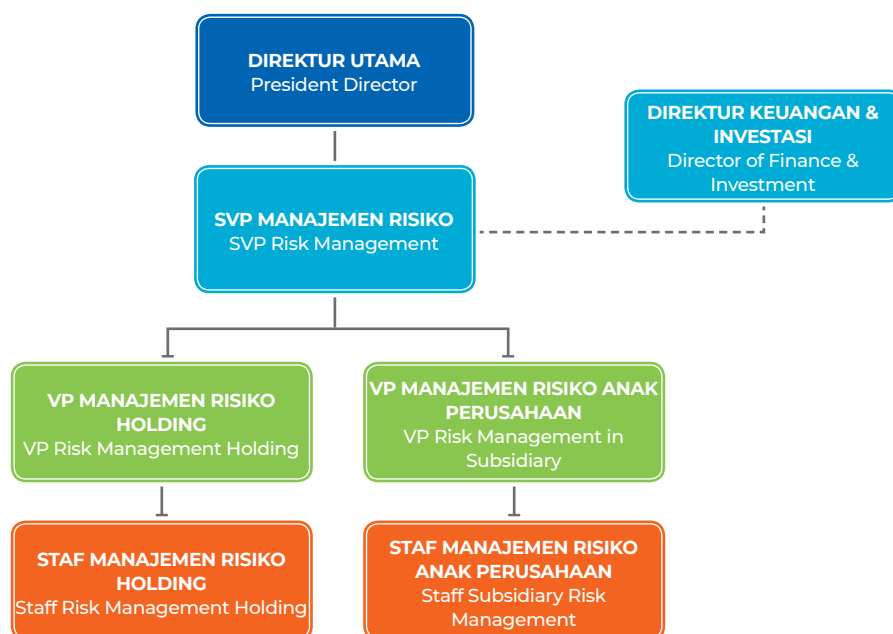 DIREKTUR UTAMA
President Director
DIREKTUR KEUANGAN &
INVESTASI
Director of Finance &
Investment
SVP MANAJEMEN RISIKO
SVP Risk Management
VP MANAJEMEN RISIKO
HOLDING
VP Risk Management Holding
VP MANAJEMEN RISIKO ANAK
PERUSAHAAN
VP Risk Management in
Subsidiary
STAF MANAJEMEN RISIKO
HOLDING
Staff Risk Management Holding
STAF MANAJEMEN RISIKO
ANAK PERUSAHAAN
Staff Subsidiary Risk
Management